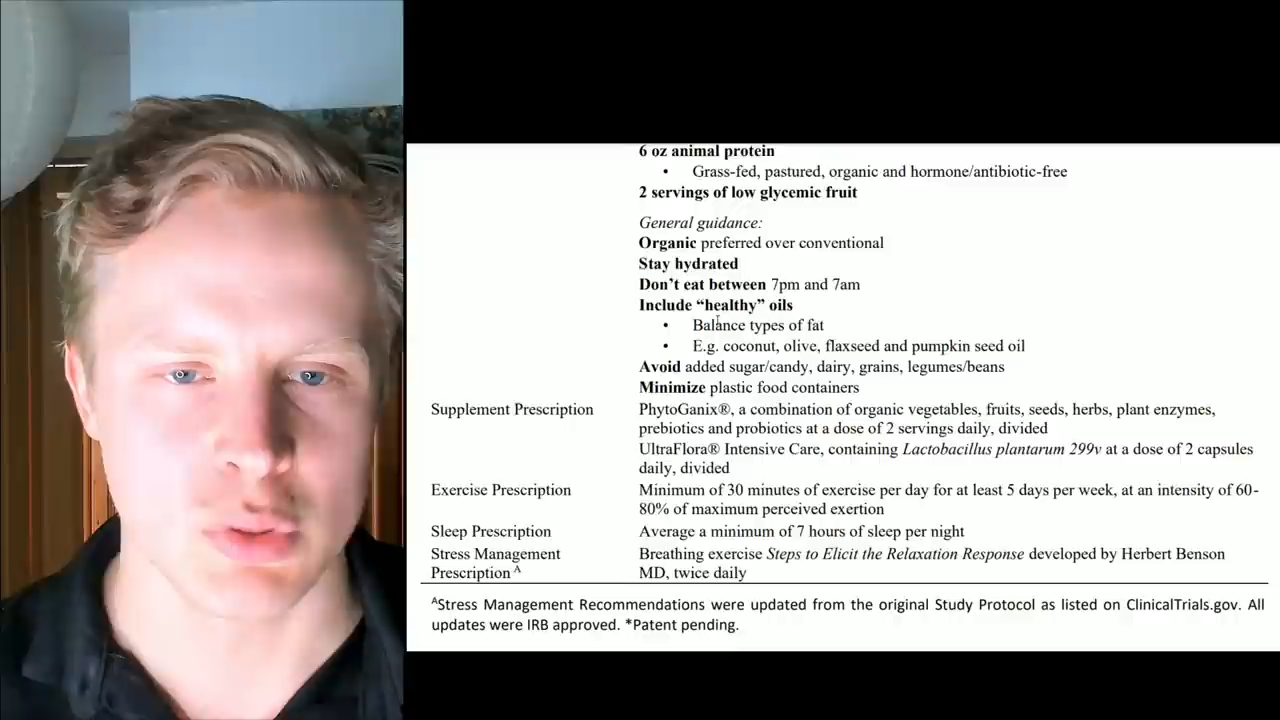 6 oz animal protein
• Grass-fed, pastured, organic and hormone/antibiotic-free
2 servings of low glycemic fruit
General guidance:
Organic preferred over conventional
Stay hydrated
Don’t eat between 7pm and 7am
Include “healthy” oils
• Balance types of fat
• E.g. coconut, olive, flaxseed and pumpkin seed oil
Avoid added sugar/candy, dairy, grains, legumes/beans
Minimize plastic food containers
Supplement Prescription PhytoGanix®, a combination of organic vegetables, fruits, seeds, herbs, plant enzymes,
prebiotics and probiotics at a dose of 2 servings daily, divided
UltraFlora® Intensive Care, containing Lactobacillus plantarum 299v at a dose of 2 capsules
daily, divided
Exercise Prescription Minimum of 30 minutes of exercise per day for at least 5 days per week, at an intensity of 60-
80% of maximum perceived exertion
Sleep Prescription Average a minimum of 7 hours of sleep per night
Stress Management Breathing exercise Steps to Elicit the Relaxation Response developed by Herbert Benson
Prescription A MD, twice daily
AStress Management Recommendations were updated from the original Study Protocol as listed on ClinicalTrials.gov. All
updates were IRB approved. *Patent pending.